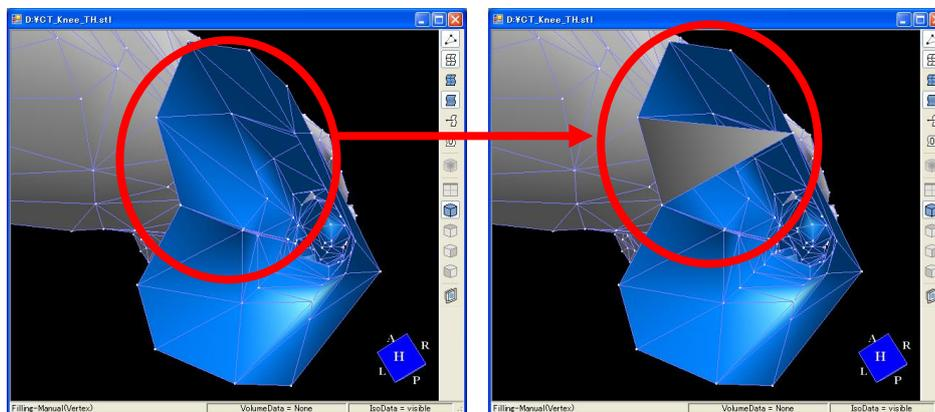 D:¥CT_Knee_TH.stl
A
R
H
L
P
Filling-Manual(Vertex)
VolumeData = None
IsoData = visible
D:¥CT_Knee_TH.stl
A
R
H
L
P
Filling-Manual(Vertex)
VolumeData = None
IsoData = visible